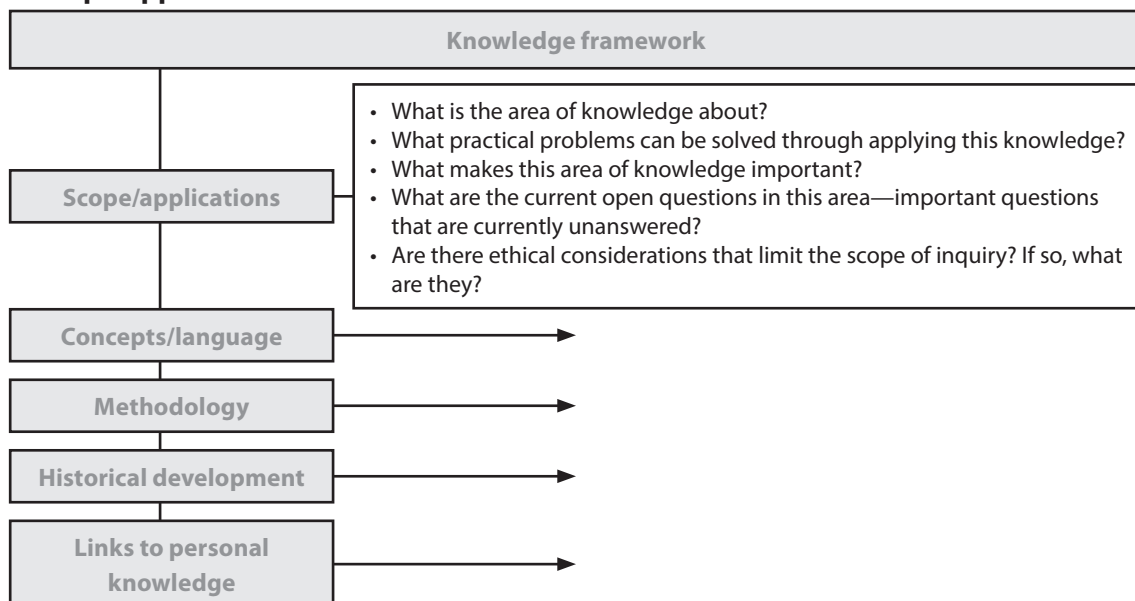 Knowledge framework
• What is the area of knowledge about?
• What practical problems can be solved through applying this knowledge?
• What makes this area of knowledge important?
• What are the current open questions in this area—important questions
that are currently unanswered?
• Are there ethical considerations that limit the scope of inquiry? If so, what
are they?
Scope/applications
Concepts/language
Methodology
Historical development
Links to personal
knowledge